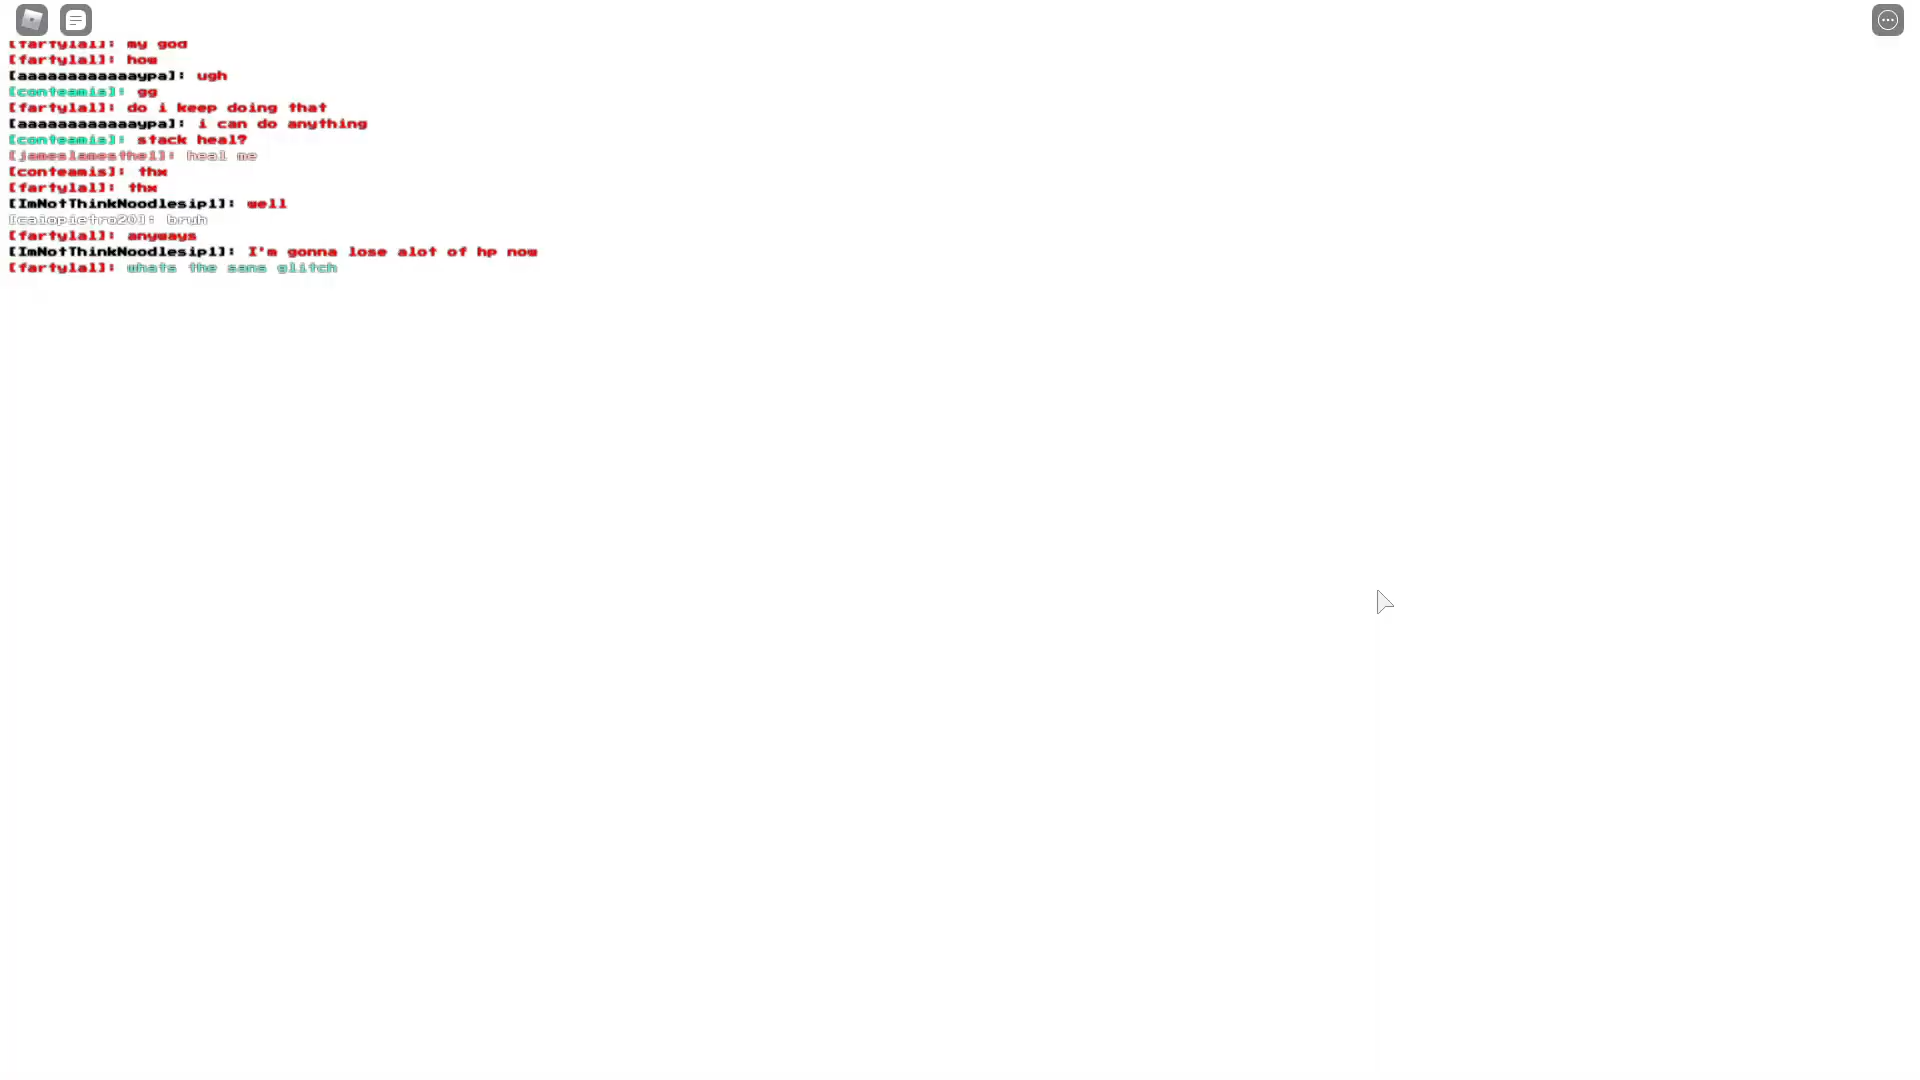 [fartylal]: my god
[fartylal]: how
[aaaaaaaaaaaaypa]: ugh
[conteamis]: gg
[fartylal]: do i keep doing that
[aaaaaaaaaaaaypa]: i can do anything
[conteamis]: stack heal?
[jameslamesthe1]: heal me
[conteamis]: thx
[fartylal]: thx
[ImNotThinkNoodlesip1]: well
[caiopietro20]: bruh
[fartylal]: anyways
[ImNotThinkNoodlesip1]: I'm gonna lose alot of hp now
[fartylal]: whats the sans glitch